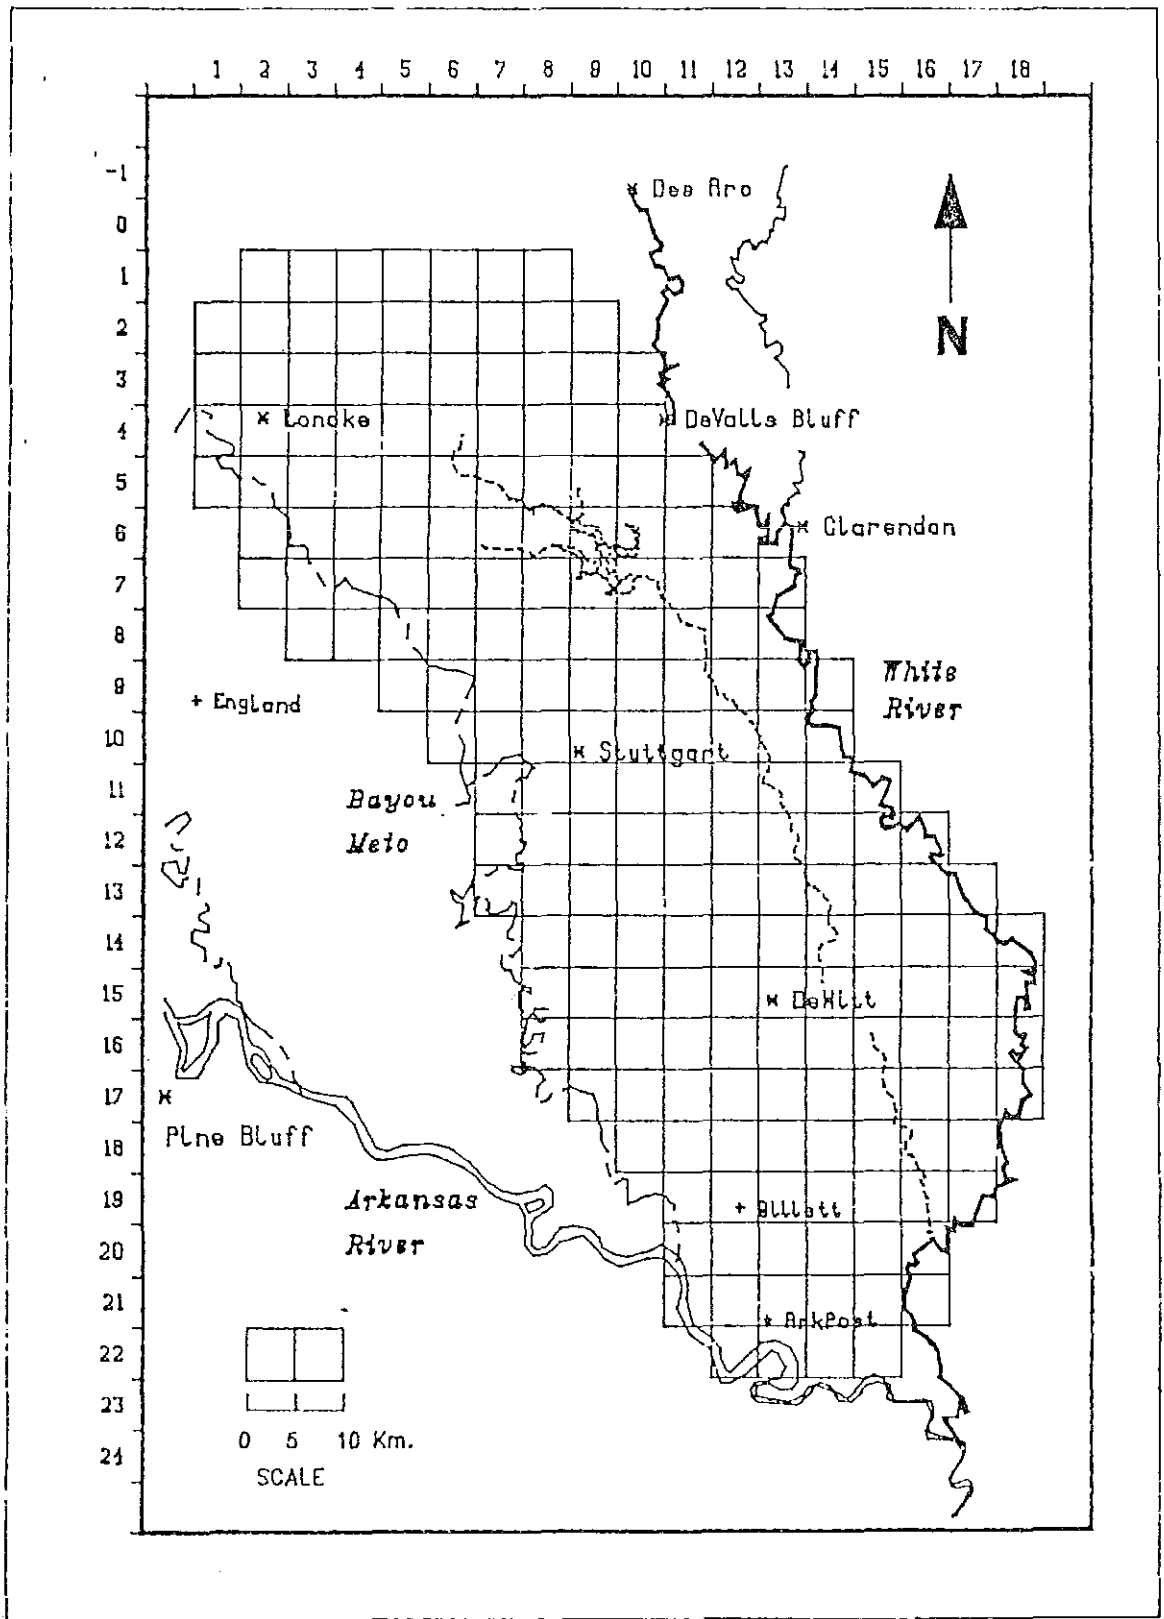 1 2 3 4 5 6 7 8 9 10 11 12 13 14 15 16 17 18
-1
Des Arc
0
1
2
N
3
4
Lonoke
DeValls Bluff
5
6
Clarendon
7
8
9
England
White
River
10
Stuttgart
11
Bayou
Meto
12
13
14
15
DeWitt
16
17
Pine Bluff
18
19
Arkansas
River
Gillett
20
21
ArkPost
22
23
0 5 10 Km.
24
SCALE